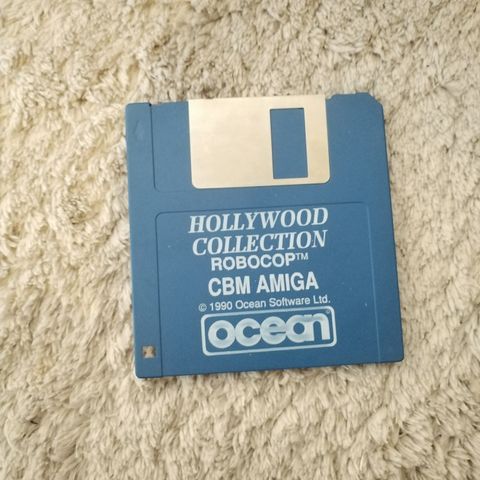 HOLLYWOOD
COLLECTION
ROBOCOP™
CBM AMIGA
© 1990 Ocean Software Ltd.
ocean